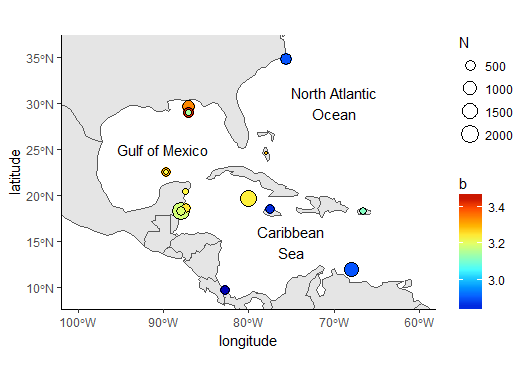 35°N
30°N
25°N
20°N
15°N
10°N
latitude
100°W
90°W
80°W
70°W
60°W
longitude
North Atlantic
Ocean
Gulf of Mexico
Caribbean
Sea
N
500
1000
1500
2000
b
3.4
3.2
3.0